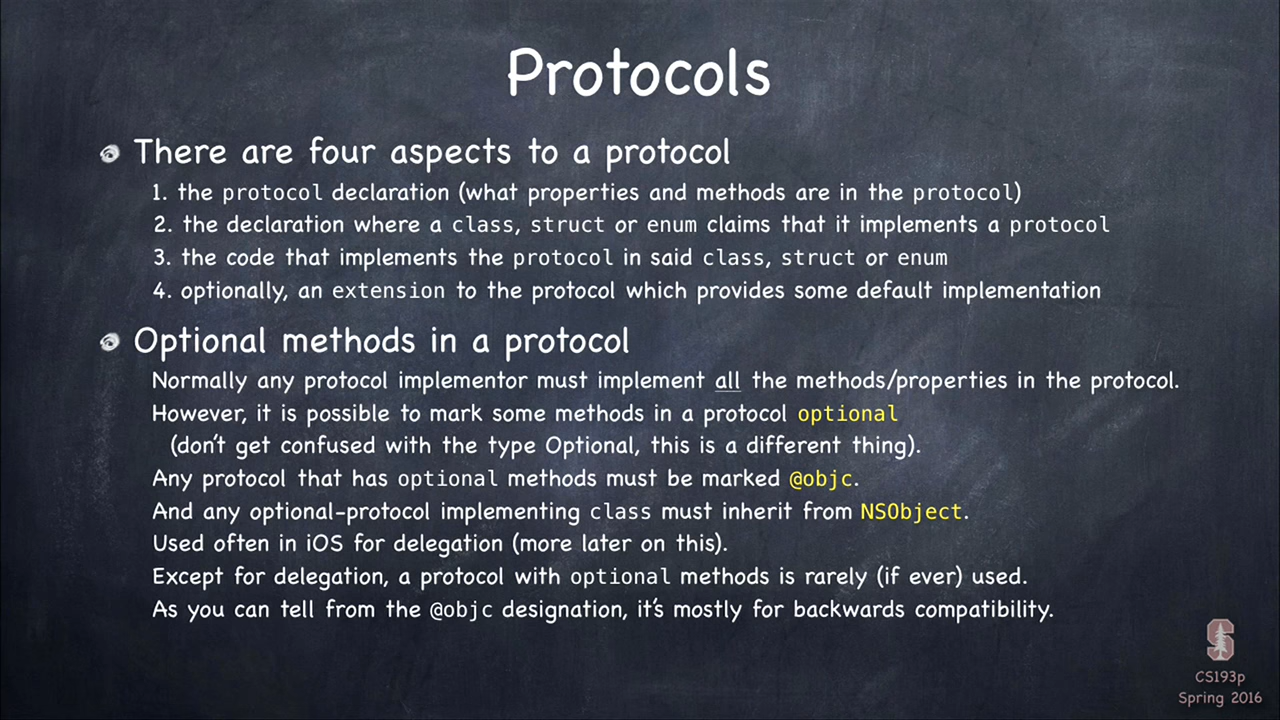 Protocols
There are four aspects to a protocol
1. the protocol declaration (what properties and methods are in the protocol)
2. the declaration where a class, struct or enum claims that it implements a protocol
3. the code that implements the protocol in said class, struct or enum
4. optionally, an extension to the protocol which provides some default implementation
Optional methods in a protocol
Normally any protocol implementor must implement all the methods/properties in the protocol.
However, it is possible to mark some methods in a protocol optional
(don't get confused with the type Optional, this is a different thing).
Any protocol that has optional methods must be marked @objc.
And any optional-protocol implementing class must inherit from NSObject.
Used often in iOS for delegation (more later on this).
Except for delegation, a protocol with optional methods is rarely (if ever) used.
As you can tell from the @objc designation, it's mostly for backwards compatibility.
S
CS193p
Spring 2016